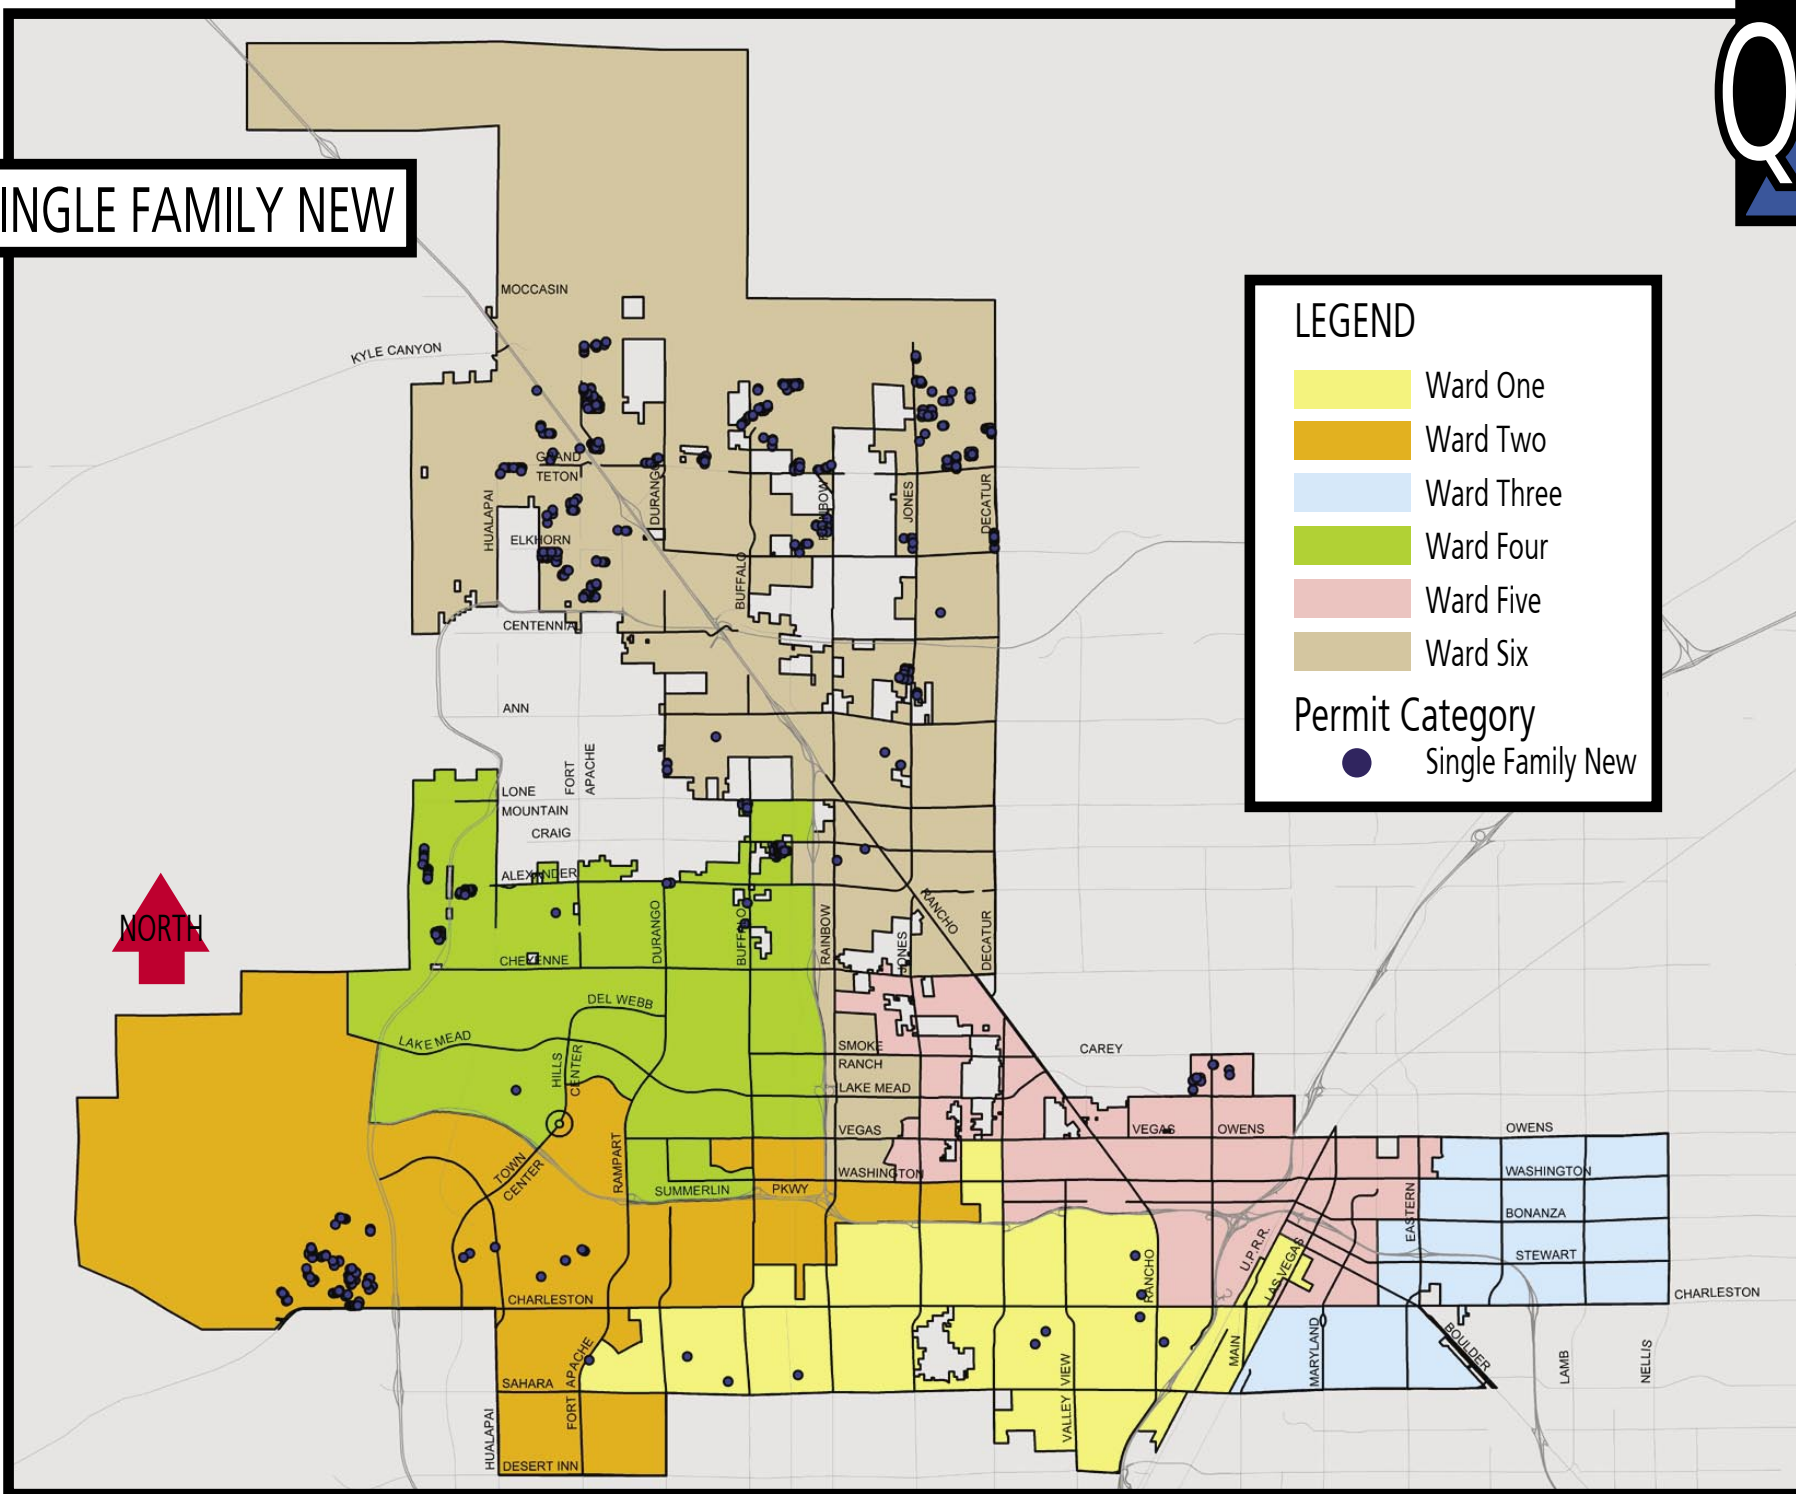 Q
INGLE FAMILY NEW
LEGEND
Ward One
Ward Two
Ward Three
Ward Four
Ward Five
Ward Six
Permit Category
Single Family New
NORTH
MOCCASIN
KYLE CANYON
GRAND
TETON
HUALAPAI
DURANGO
RAINBOW
JONES
DECATUR
ELKHORN
BUFFALO
CENTENNIAL
ANN
FORT
APACHE
LONE
MOUNTAIN
CRAIG
ALEXANDER
DURANGO
BUFFALO
RAINBOW
JONES
RANCHO
DECATUR
CHEYENNE
DEL WEBB
LAKE MEAD
HILLS
CENTER
SMOKE
RANCH
LAKE MEAD
CAREY
VEGAS
VEGAS
OWENS
OWENS
TOWN
CENTER
RAMPART
WASHINGTON
WASHINGTON
SUMMERLIN
PKWY
EASTERN
BONANZA
U.P.R.R.
LAS VEGAS
STEWART
RANCHO
CHARLESTON
CHARLESTON
FORT APACHE
VALLEY VIEW
MAIN
MARYLAND
BOULDER
LAMB
NELLIS
SAHARA
HUALAPAI
DESERT INN